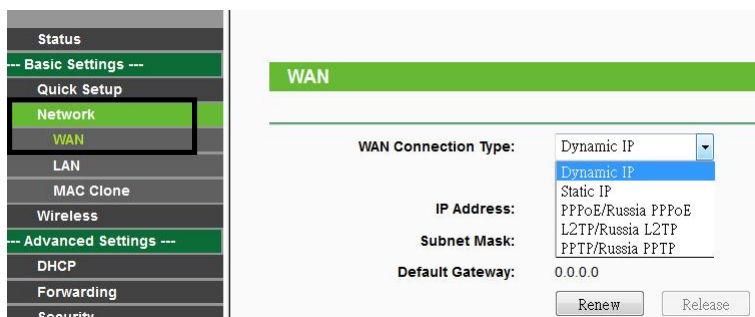 Status
--- Basic Settings ---
Quick Setup
Network
WAN
LAN
MAC Clone
Wireless
--- Advanced Settings ---
DHCP
Forwarding
Security
WAN
WAN Connection Type: Dynamic IP
Dynamic IP
Static IP
PPPoE/Russia PPPoE
L2TP/Russia L2TP
PPTP/Russia PPTP
IP Address:
Subnet Mask:
Default Gateway: 0.0.0.0
Renew Release